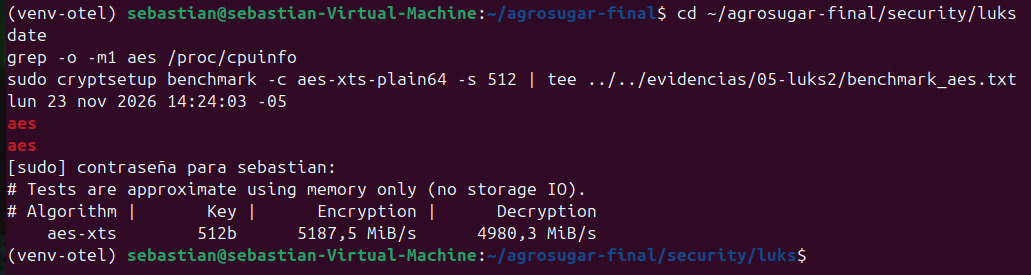 (venv-otel) sebastian@sebastian-Virtual-Machine:~/agrosugar-final$ cd ~/agrosugar-final/security/luks
date
grep -o -m1 aes /proc/cpuinfo
sudo cryptsetup benchmark -c aes-xts-plain64 -s 512 | tee ../../evidencias/05-luks2/benchmark_aes.txt
lun 23 nov 2026 14:24:03 -05
aes
aes
[sudo] contraseña para sebastian:
# Tests are approximate using memory only (no storage IO).
# Algorithm |       Key |      Encryption |      Decryption
    aes-xts        512b      5187,5 MiB/s      4980,3 MiB/s
(venv-otel) sebastian@sebastian-Virtual-Machine:~/agrosugar-final/security/luks$